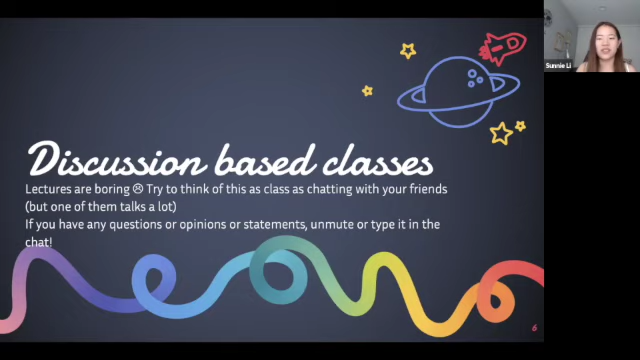 Sunnie Li
Discussion based classes
Lectures are boring ☹ Try to think of this as class as chatting with your friends
(but one of them talks a lot)
If you have any questions or opinions or statements, unmute or type it in the
chat!
6